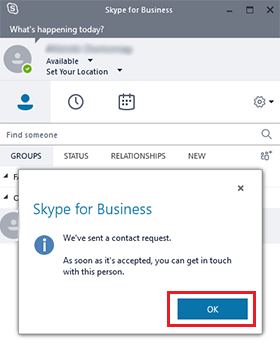 Skype for Business
What's happening today?
Available
Set Your Location
Find someone
GROUPS STATUS RELATIONSHIPS NEW
Skype for Business
We've sent a contact request.
As soon as it's accepted, you can get in touch
with this person.
OK